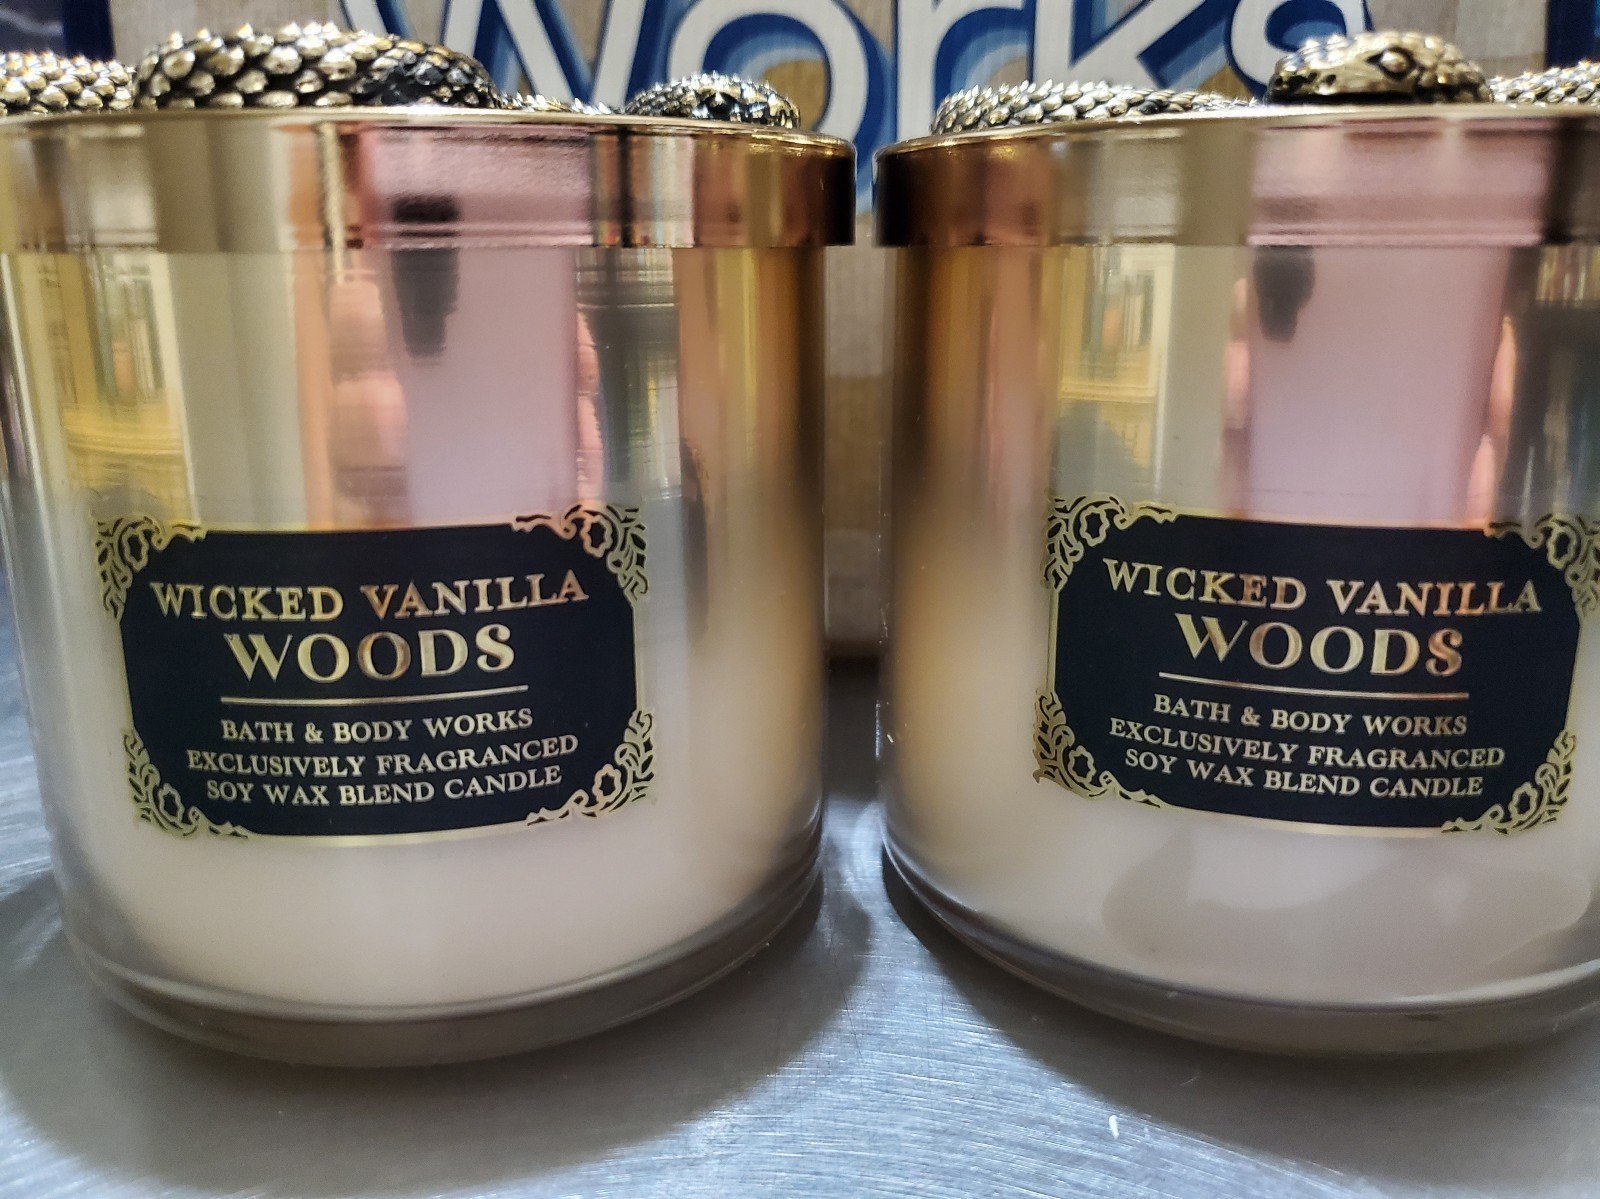 Works
WICKED VANILLA
WOODS
BATH & BODY WORKS
EXCLUSIVELY FRAGRANCED
SOY WAX BLEND CANDLE
WICKED VANILLA
WOODS
BATH & BODY WORKS
EXCLUSIVELY FRAGRANCED
SOY WAX BLEND CANDLE